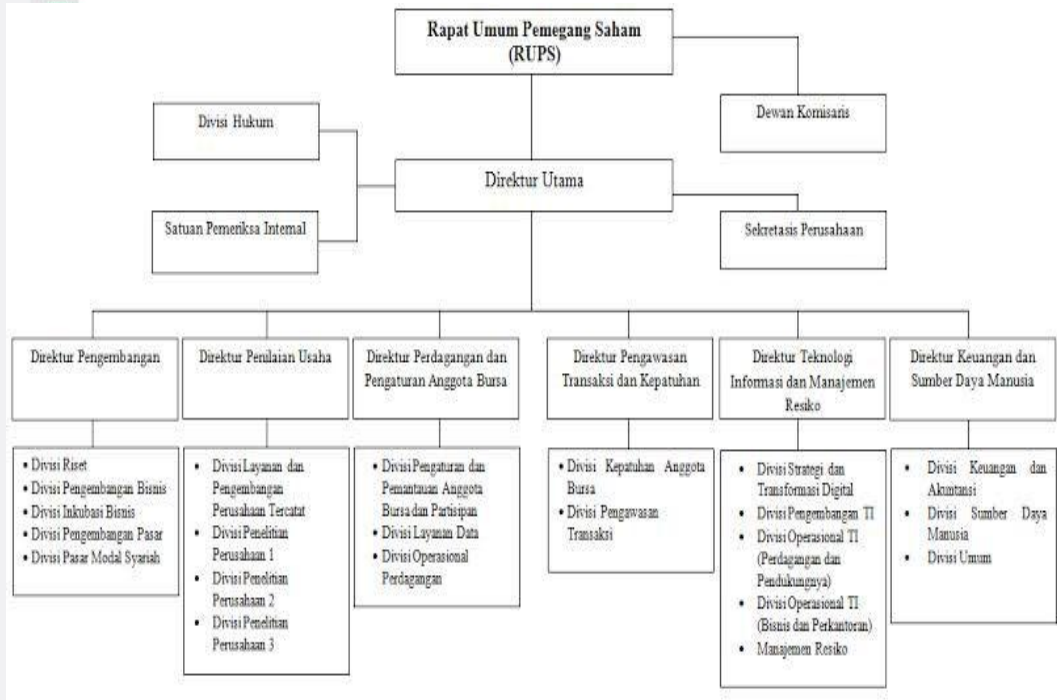 Rapat Umum Pemegang Saham
(RUPS)
Dewan Komisaris
Divisi Hukum
Direktur Utama
Satuan Pemeriksa Internal
Sekretasis Perusahaan
Direktur Pengembangan
Direktur Penilaian Usaha
Direktur Perdagangan dan
Pengaturan Anggota Bursa
Direktur Pengawasan
Transaksi dan Kepatuhan
Direktur Teknologi
Informasi dan Manajemen
Resiko
Direktur Keuangan dan
Sumber Daya Manusia
• Divisi Riset
• Divisi Pengembangan Bisnis
• Divisi Inkubasi Bisnis
• Divisi Pengembangan Pasar
• Divisi Pasar Modal Syariah
• Divisi Layanan dan
Pengembangan
Perusahaan Tercatat
• Divisi Penelitian
Perusahaan 1
• Divisi Penelitian
Perusahaan 2
• Divisi Penelitian
Perusahaan 3
• Divisi Pengaturan dan
Pemantauan Anggota
Bursa dan Partisipan
• Divisi Layanan Data
• Divisi Operasional
Perdagangan
• Divisi Kepatuhan Anggota
Bursa
• Divisi Pengawasan
Transaksi
• Divisi Strategi dan
Transformasi Digital
• Divisi Pengembangan TI
• Divisi Operasional TI
(Perdagangan dan
Pendukungnya)
• Divisi Operasional TI
(Bisnis dan Perkantoran)
• Manajemen Resiko
• Divisi Keuangan dan
Akuntansi
• Divisi Sumber Daya
Manusia
• Divisi Umum